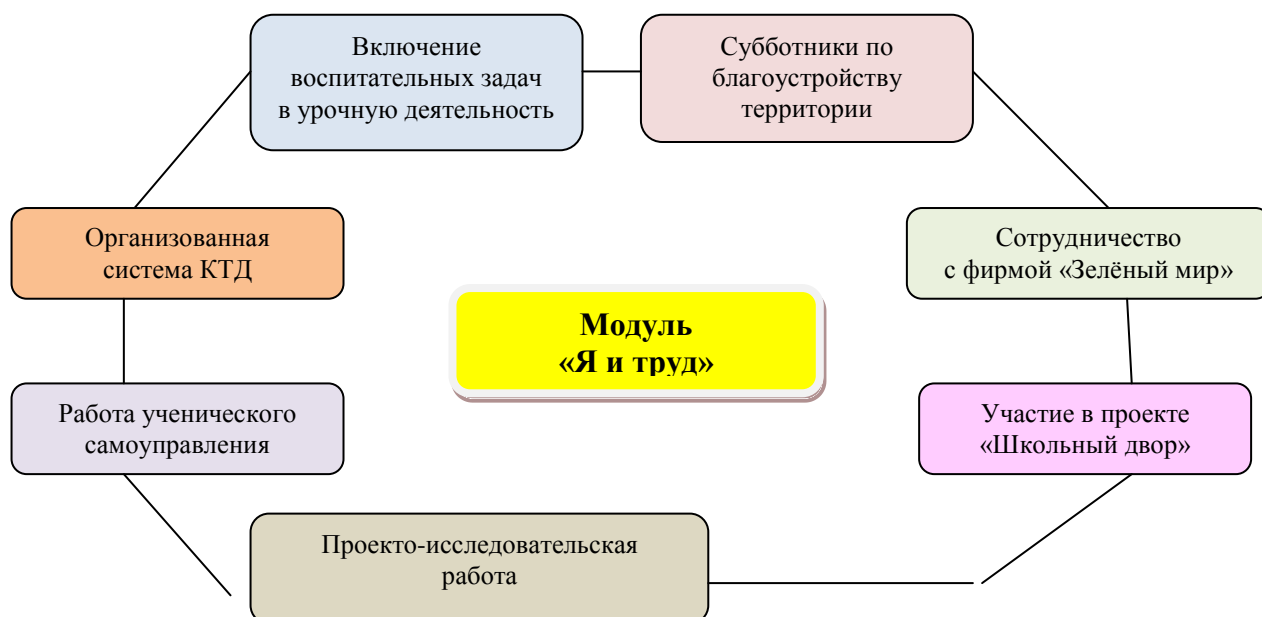 Включение
воспитательных задач
в урочную деятельность
Субботники по
благоустройству
территории
Организованная
система КТД
Сотрудничество
с фирмой «Зелёный мир»
Модуль
«Я и труд»
Работа ученического
самоуправления
Участие в проекте
«Школьный двор»
Проекто-исследовательская
работа